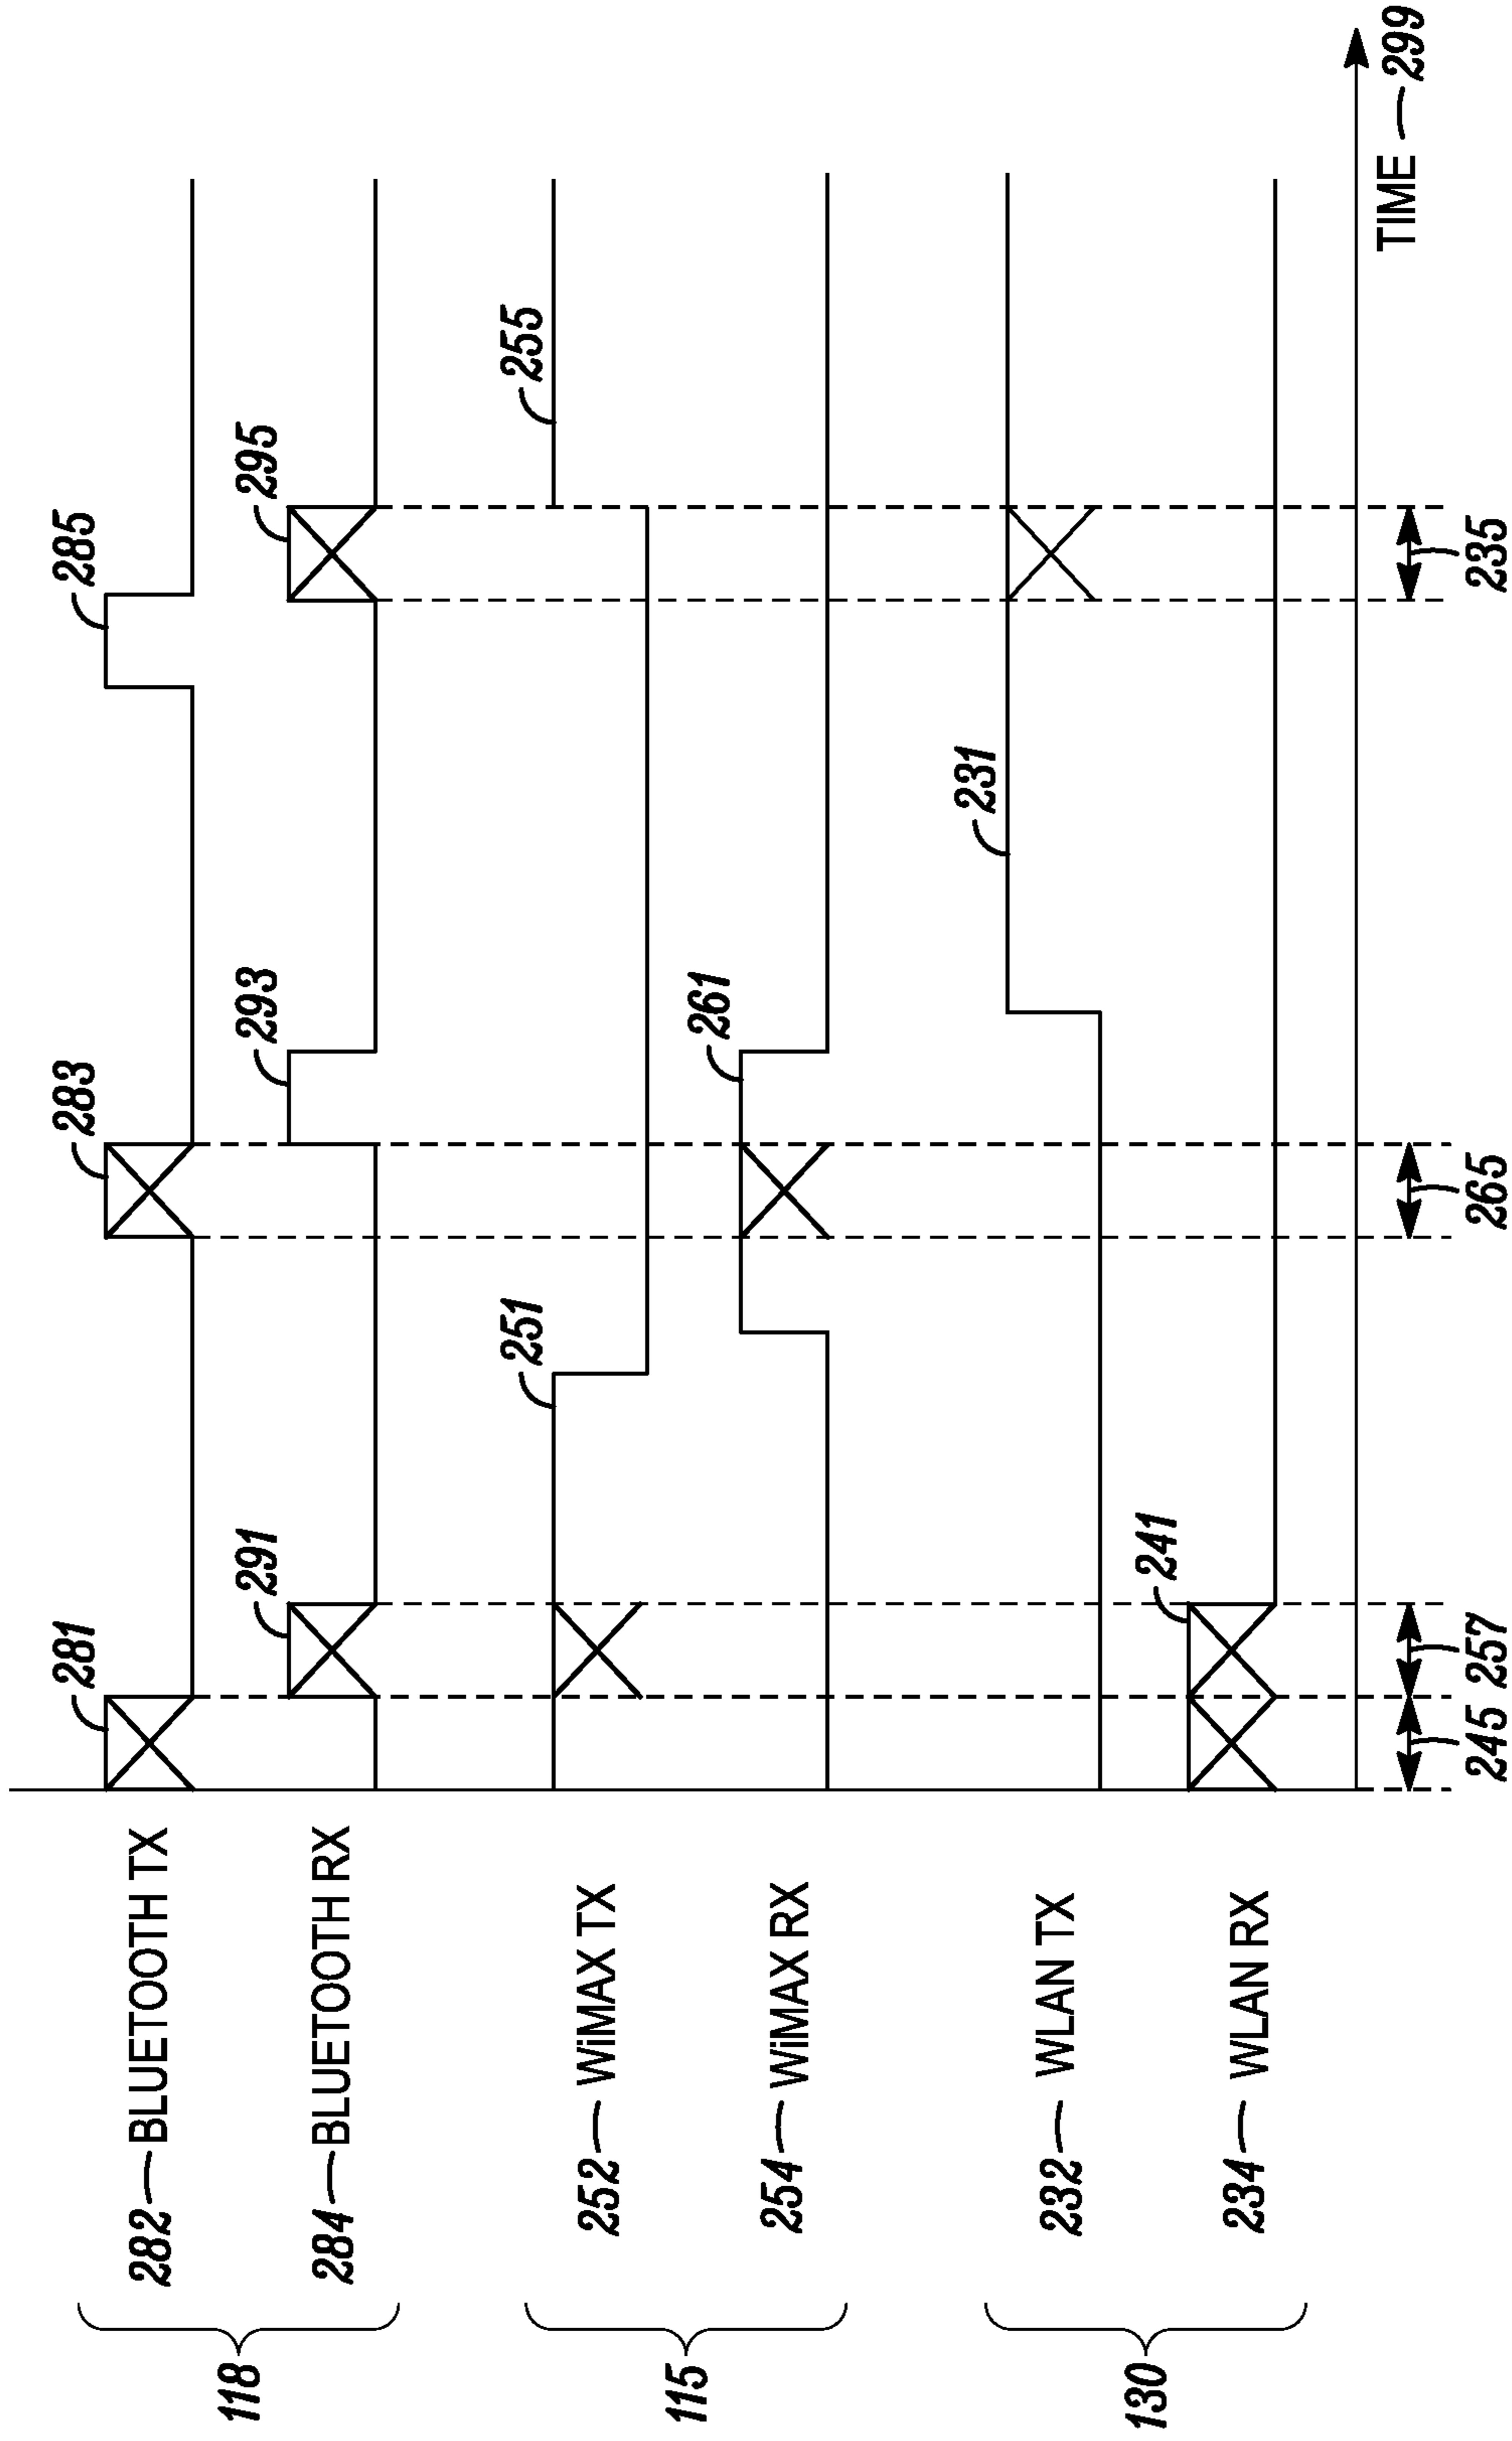 118
282 BLUETOOTH TX
281
283
285
284 BLUETOOTH RX
291
293
295
115
252 WiMAX TX
251
255
254 WiMAX RX
261
130
232 WLAN TX
231
234 WLAN RX
241
TIME 299
245
257
265
235